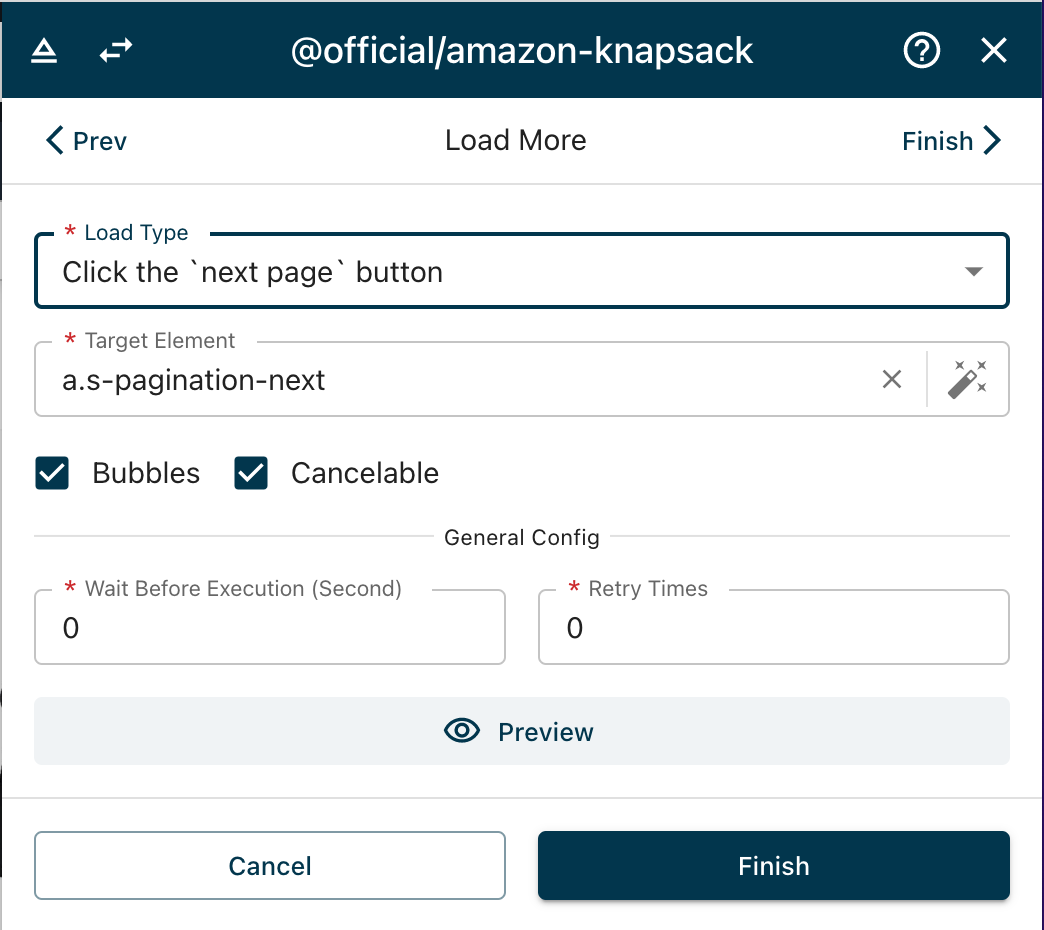 @official/amazon-knapsack
Prev
Load More
Finish
* Load Type
Click the `next page` button
* Target Element
a.s-pagination-next
Bubbles
Cancelable
General Config
* Wait Before Execution (Second)
0
* Retry Times
0
Preview
Cancel
Finish